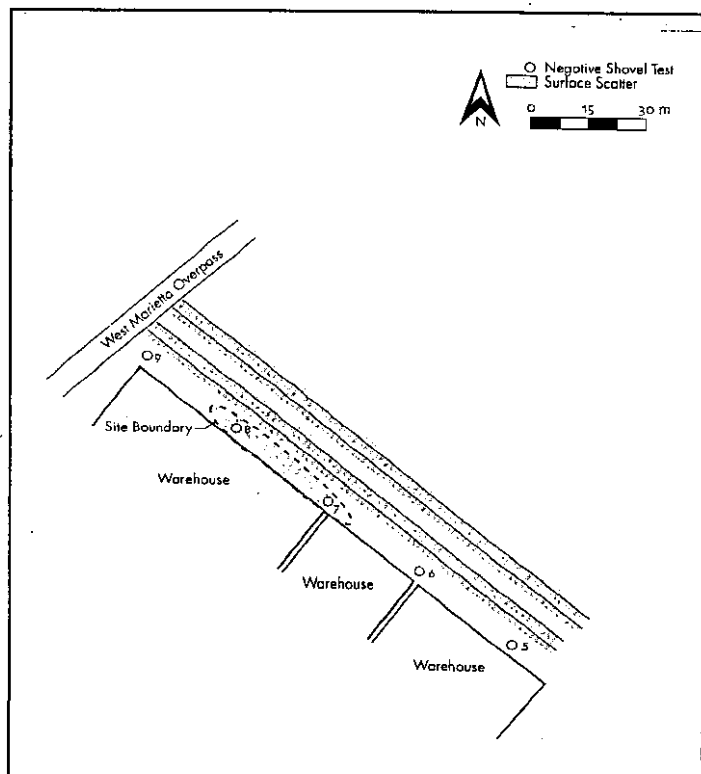 Negative Shovel Test
Surface Scatter
0 15 30 m
N
West Marietta Overpass
9
Site Boundary
8
Warehouse
7
Warehouse
6
5
Warehouse